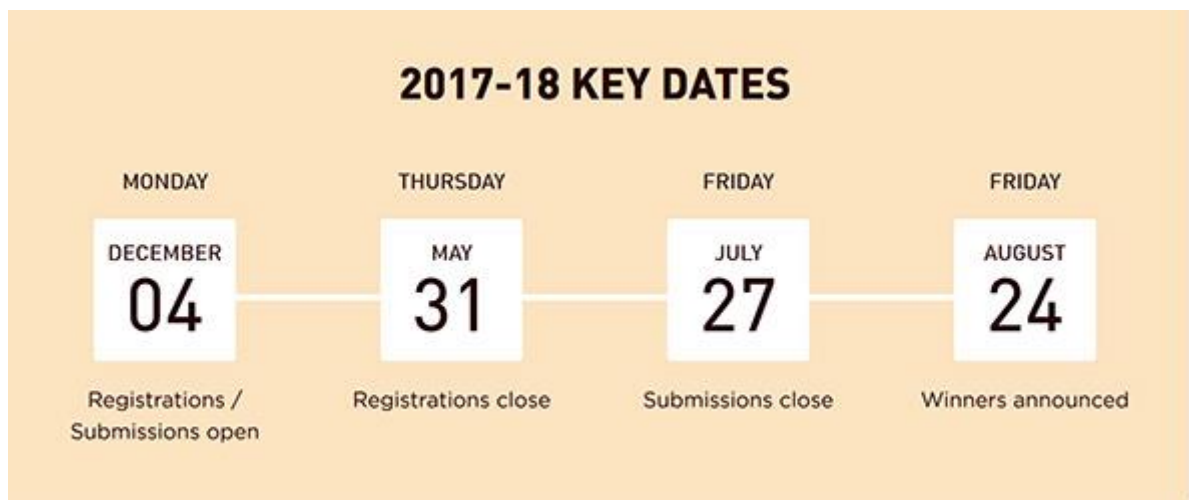 2017-18 KEY DATES
MONDAY
DECEMBER
04
Registrations /
Submissions open
THURSDAY
MAY
31
Registrations close
FRIDAY
JULY
27
Submissions close
FRIDAY
AUGUST
24
Winners announced